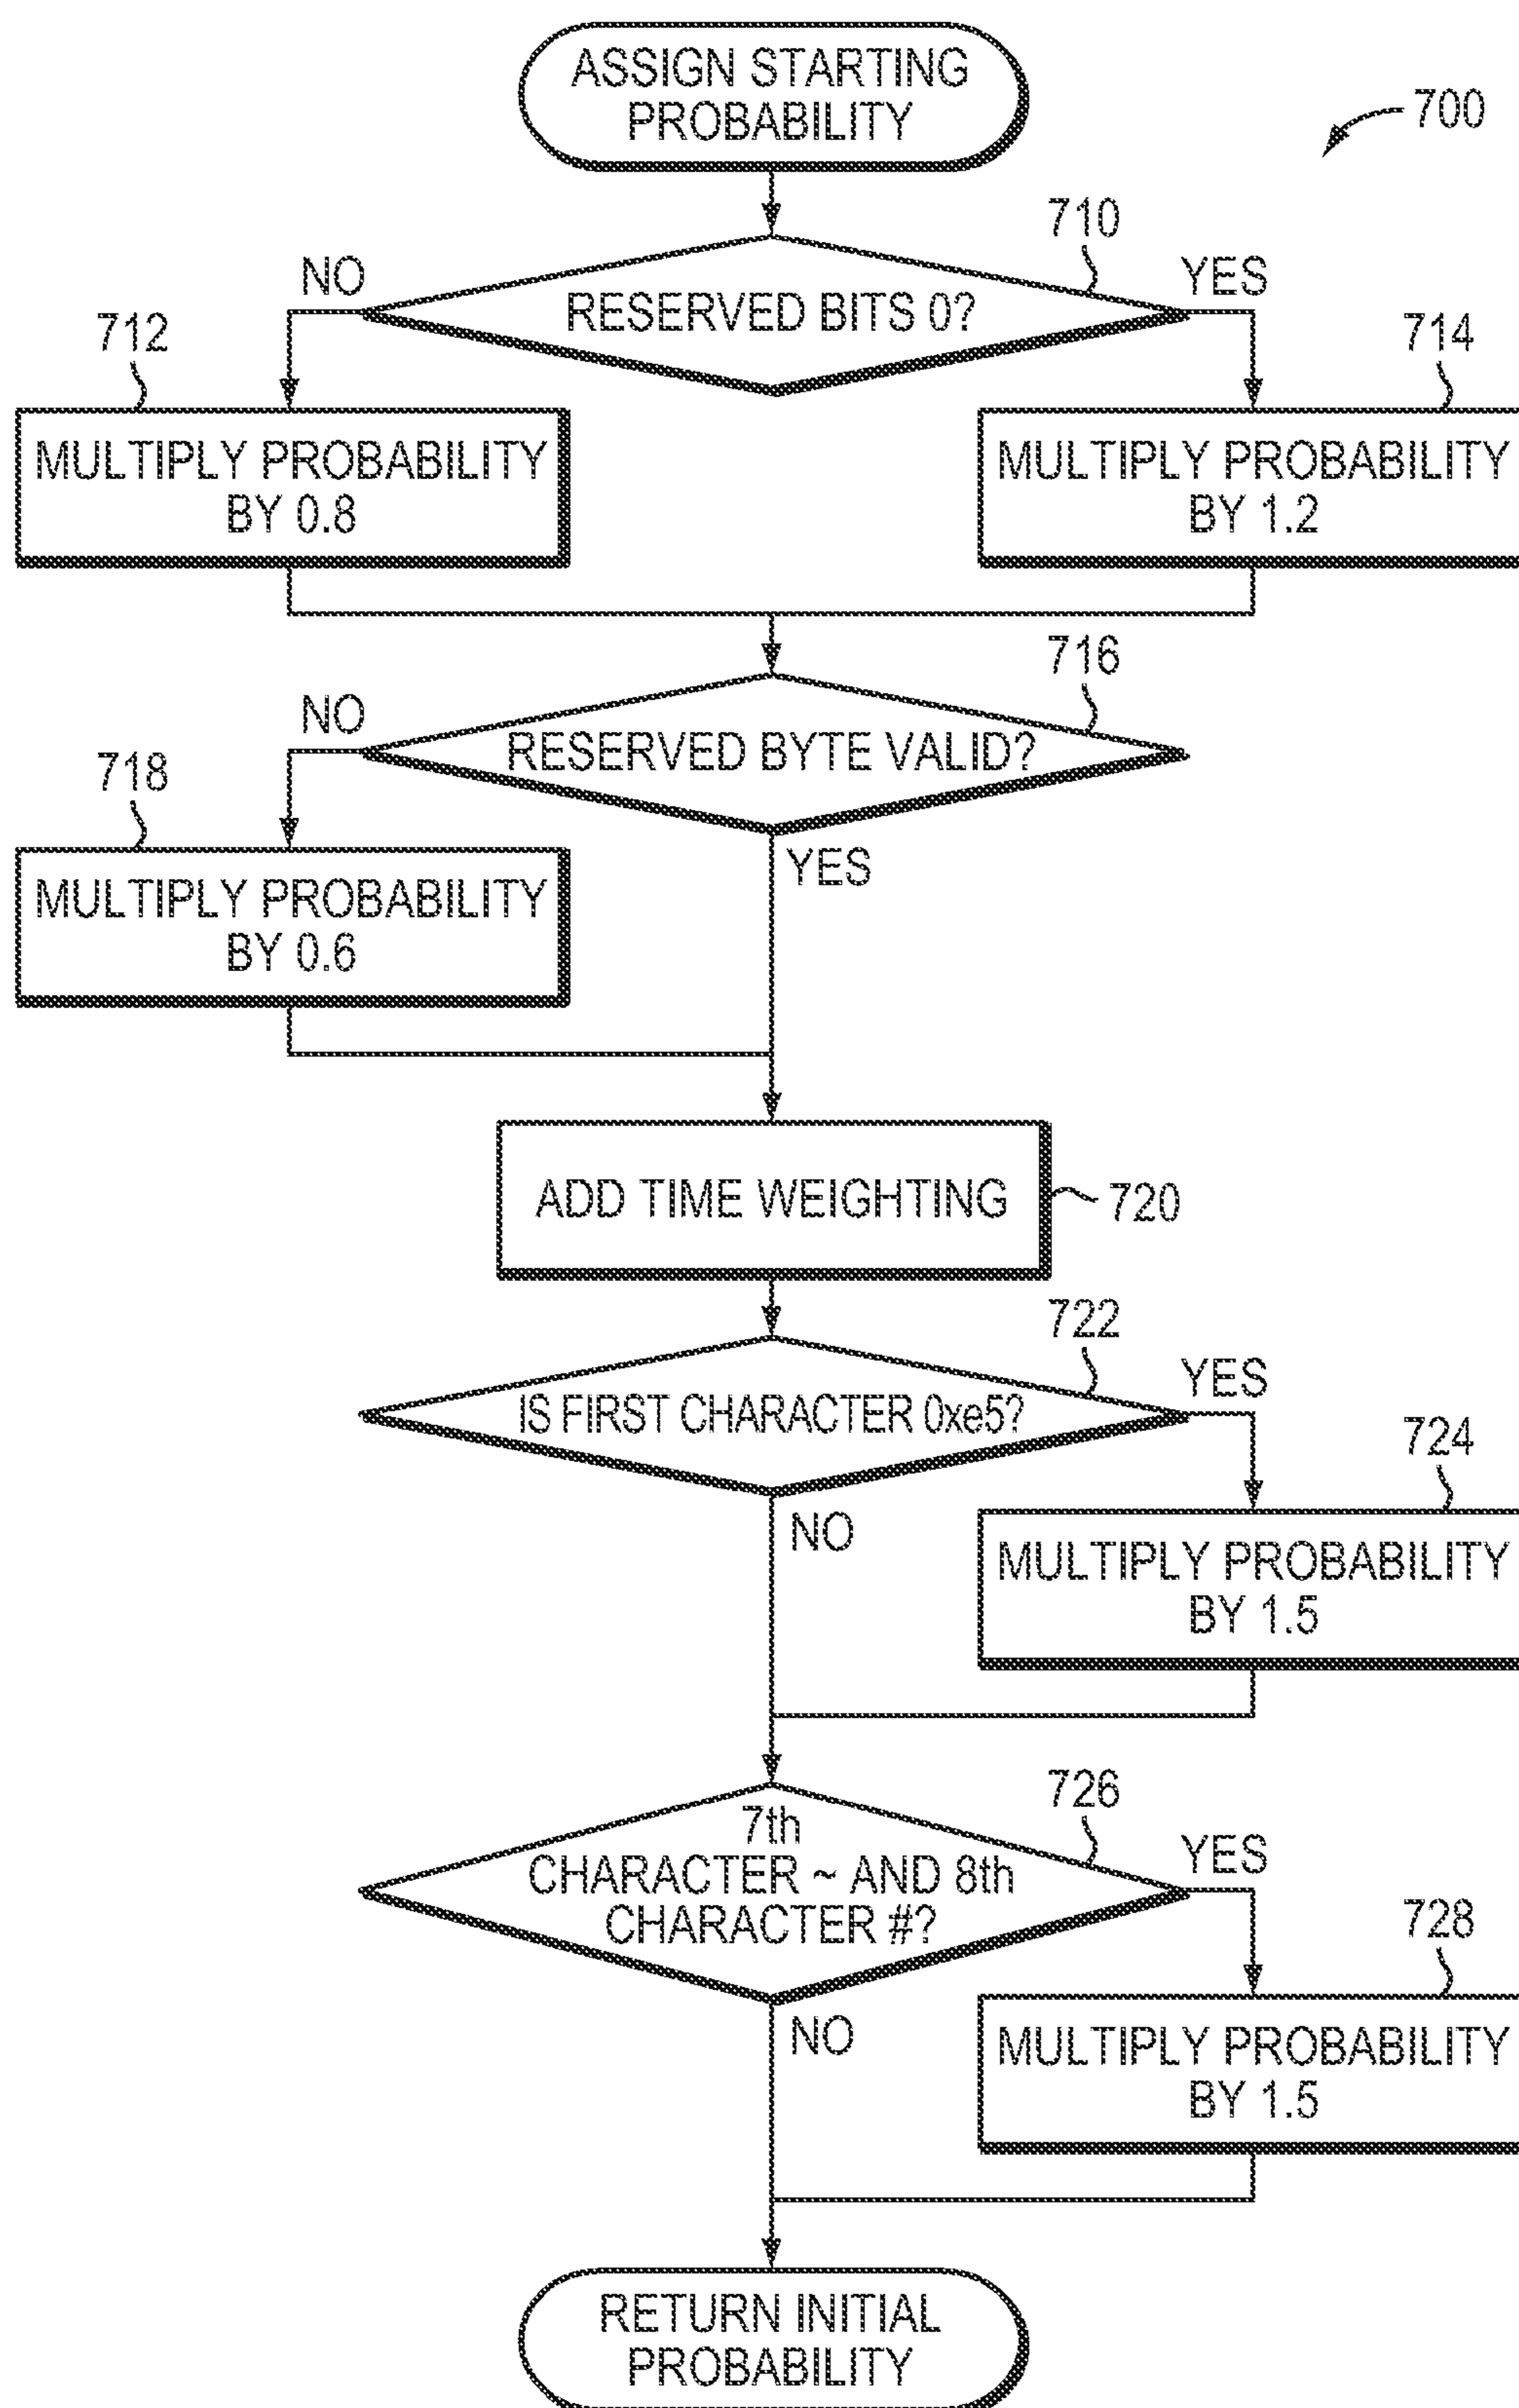 ASSIGN STARTING
PROBABILITY
700
710
NO
YES
RESERVED BITS 0?
712
714
MULTIPLY PROBABILITY
BY 0.8
MULTIPLY PROBABILITY
BY 1.2
716
NO
RESERVED BYTE VALID?
718
YES
MULTIPLY PROBABILITY
BY 0.6
ADD TIME WEIGHTING
720
722
YES
IS FIRST CHARACTER 0xe5?
724
NO
MULTIPLY PROBABILITY
BY 1.5
726
7th
CHARACTER ~ AND 8th
CHARACTER #?
YES
728
NO
MULTIPLY PROBABILITY
BY 1.5
RETURN INITIAL
PROBABILITY